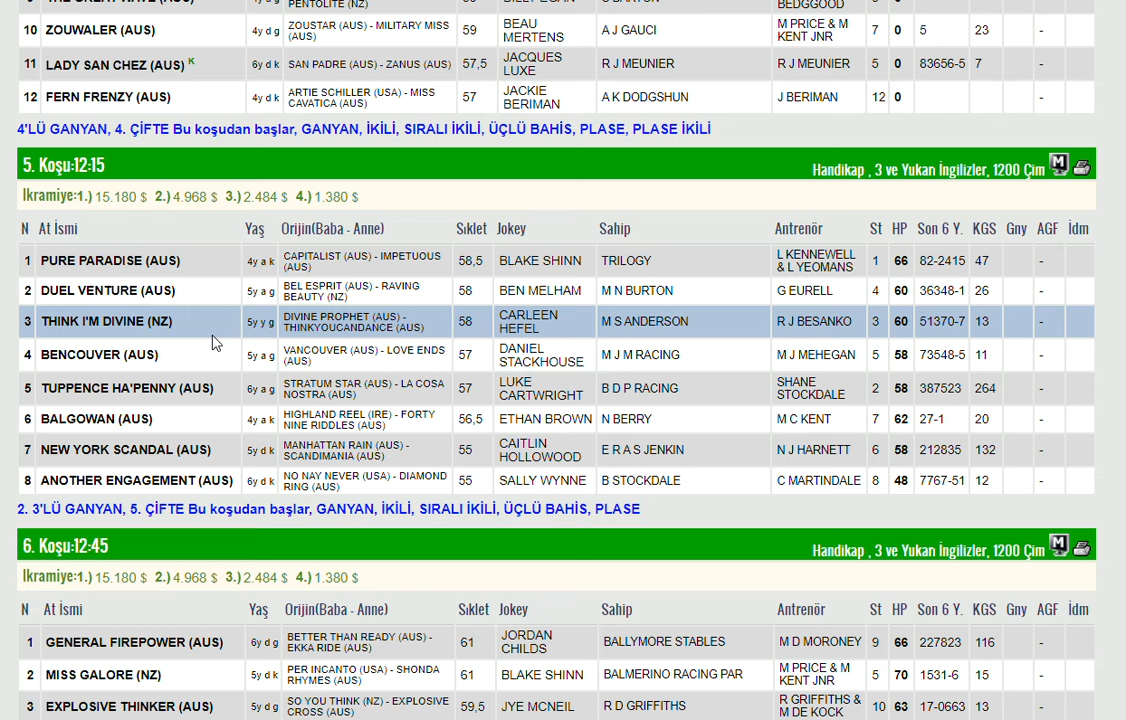 PENTOLITE (NZ) BEDGGOOD
10 ZOUWALER (AUS) 4y d g ZOUSTAR (AUS) - MILITARY MISS (AUS) 59 BEAU MERTENS A J GAUCI M PRICE & M KENT JNR 7 0 5 23 -
11 LADY SAN CHEZ (AUS) K 6y d k SAN PADRE (AUS) - ZANUS (AUS) 57,5 JACQUES LUXE R J MEUNIER R J MEUNIER 5 0 83656-5 7 -
12 FERN FRENZY (AUS) 4y d k ARTIE SCHILLER (USA) - MISS CAVATICA (AUS) 57 JACKIE BERIMAN A K DODGSHUN J BERIMAN 12 0 -
4'LÜ GANYAN, 4. ÇİFTE Bu koşudan başlar, GANYAN, İKİLİ, SIRALI İKİLİ, ÜÇLÜ BAHİS, PLASE, PLASE İKİLİ
5. Koşu:12:15 Handikap , 3 ve Yukarı İngilizler, 1200 Çim M
İkramiye:1.) 15.180 $ 2.) 4.968 $ 3.) 2.484 $ 4.) 1.380 $
N At İsmi Yaş Orijin(Baba - Anne) Sıklet Jokey Sahip Antrenör St HP Son 6 Y. KGS Gny AGF İdm
1 PURE PARADISE (AUS) 4y a k CAPITALIST (AUS) - IMPETUOUS (AUS) 58,5 BLAKE SHINN TRILOGY L KENNEWELL & L YEOMANS 1 66 82-2415 47 -
2 DUEL VENTURE (AUS) 5y a g BEL ESPRIT (AUS) - RAVING BEAUTY (NZ) 58 BEN MELHAM M N BURTON G EURELL 4 60 36348-1 26 -
3 THINK I'M DIVINE (NZ) 5y y g DIVINE PROPHET (AUS) - THINKYOUCANDANCE (AUS) 58 CARLEEN HEFEL M S ANDERSON R J BESANKO 3 60 51370-7 13 -
4 BENCOUVER (AUS) 5y a g VANCOUVER (AUS) - LOVE ENDS (AUS) 57 DANIEL STACKHOUSE M J M RACING M J MEHEGAN 5 58 73548-5 11 -
5 TUPPENCE HA'PENNY (AUS) 6y a g STRATUM STAR (AUS) - LA COSA NOSTRA (AUS) 57 LUKE CARTWRIGHT B D P RACING SHANE STOCKDALE 2 58 387523 264 -
6 BALGOWAN (AUS) 4y a k HIGHLAND REEL (IRE) - FORTY NINE RIDDLES (AUS) 56,5 ETHAN BROWN N BERRY M C KENT 7 62 27-1 20 -
7 NEW YORK SCANDAL (AUS) 5y d k MANHATTAN RAIN (AUS) - SCANDIMANIA (AUS) 55 CAITLIN HOLLOWOOD E R A S JENKIN N J HARNETT 6 58 212835 132 -
8 ANOTHER ENGAGEMENT (AUS) 6y d k NO NAY NEVER (USA) - DIAMOND RING (AUS) 55 SALLY WYNNE B STOCKDALE C MARTINDALE 8 48 7767-51 12 -
2. 3'LÜ GANYAN, 5. ÇİFTE Bu koşudan başlar, GANYAN, İKİLİ, SIRALI İKİLİ, ÜÇLÜ BAHİS, PLASE
6. Koşu:12:45 Handikap , 3 ve Yukarı İngilizler, 1200 Çim M
İkramiye:1.) 15.180 $ 2.) 4.968 $ 3.) 2.484 $ 4.) 1.380 $
N At İsmi Yaş Orijin(Baba - Anne) Sıklet Jokey Sahip Antrenör St HP Son 6 Y. KGS Gny AGF İdm
1 GENERAL FIREPOWER (AUS) 6y d g BETTER THAN READY (AUS) - EKKA RIDE (AUS) 61 JORDAN CHILDS BALLYMORE STABLES M D MORONEY 9 66 227823 116 -
2 MISS GALORE (NZ) 5y d k PER INCANTO (USA) - SHONDA RHYMES (AUS) 61 BLAKE SHINN BALMERINO RACING PAR M PRICE & M KENT JNR 5 70 1531-6 15 -
3 EXPLOSIVE THINKER (AUS) 5y d g SO YOU THINK (NZ) - EXPLOSIVE CROSS (AUS) 59,5 JYE MCNEIL R D GRIFFITHS R GRIFFITHS & M DE KOCK 10 63 17-0663 13 -